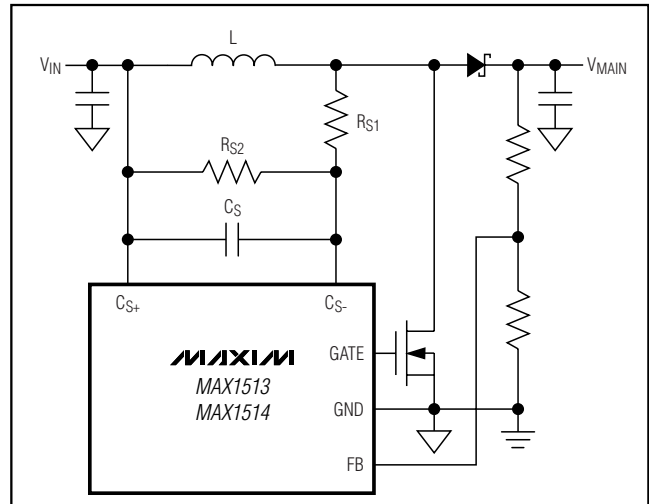 L
VIN
VMAIN
RS1
RS2
CS
CS+
CS-
MAXIM
MAX1513
MAX1514
GATE
GND
FB